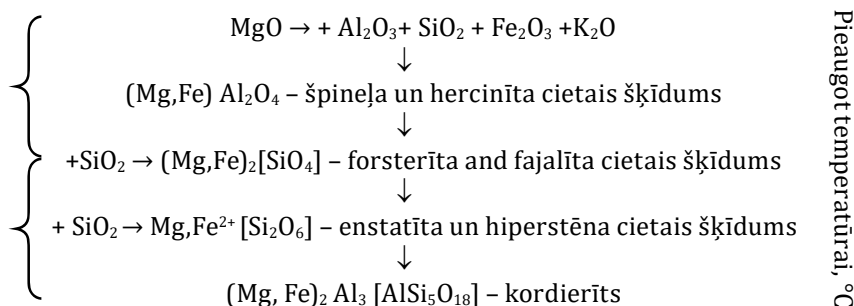 MgO → + Al₂O₃+ SiO₂ + Fe₂O₃ +K₂O
↓
(Mg,Fe) Al₂O₄ – špineļa un hercinīta cietais šķīdums
↓
+SiO₂ → (Mg,Fe)₂[SiO₄] – forsterīta and fajalīta cietais šķīdums
↓
+ SiO₂ → Mg,Fe²⁺ [Si₂O₆] – enstatīta un hiperstēna cietais šķīdums
↓
(Mg, Fe)₂ Al₃ [AlSi₅O₁₈] – kordierīts
Pieaugot temperatūrai, °C